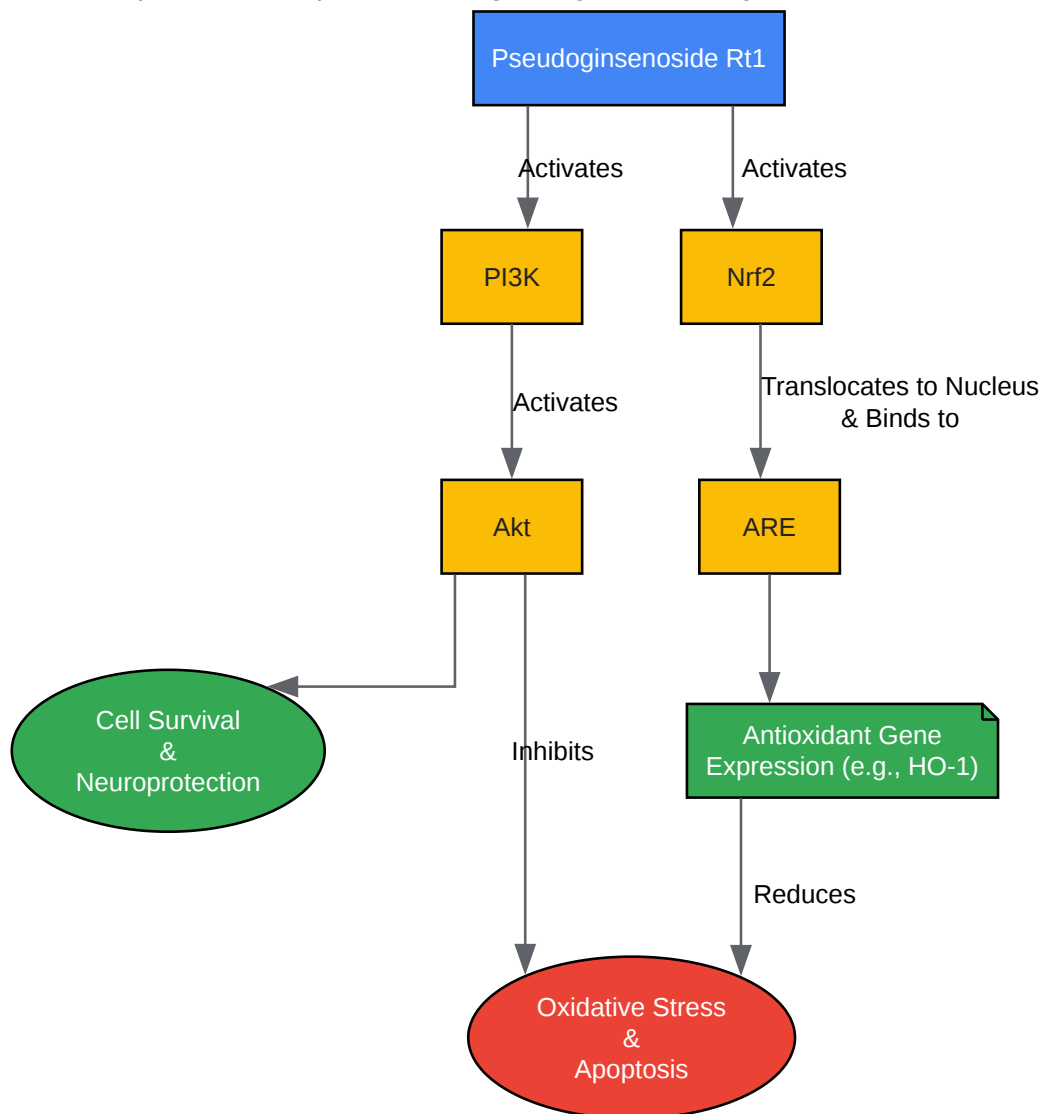 Pseudoginsenoside Rt1
Activates
Activates
PI3K
Nrf2
Activates
Translocates to Nucleus
& Binds to
Akt
ARE
Cell Survival
&
Neuroprotection
Inhibits
Antioxidant Gene
Expression (e.g., HO-1)
Reduces
Oxidative Stress
&
Apoptosis